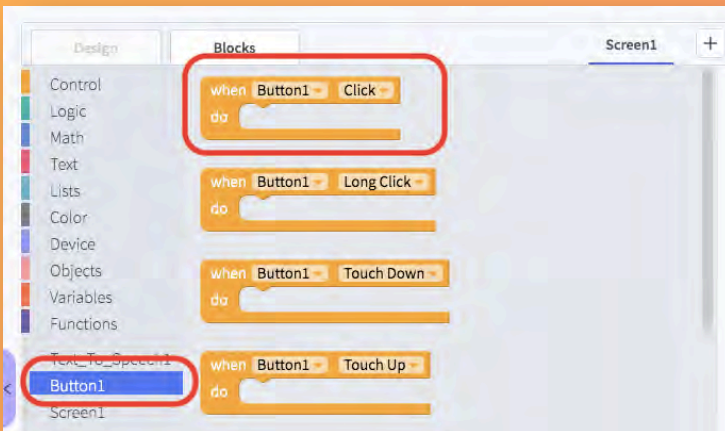 Design
Blocks
Screen1
+
Control
Logic
Math
Text
Lists
Color
Device
Objects
Variables
Functions
Text_To_Speech1
Button1
Screen1
<
when Button1 Click
do
when Button1 Long Click
do
when Button1 Touch Down
do
when Button1 Touch Up
do